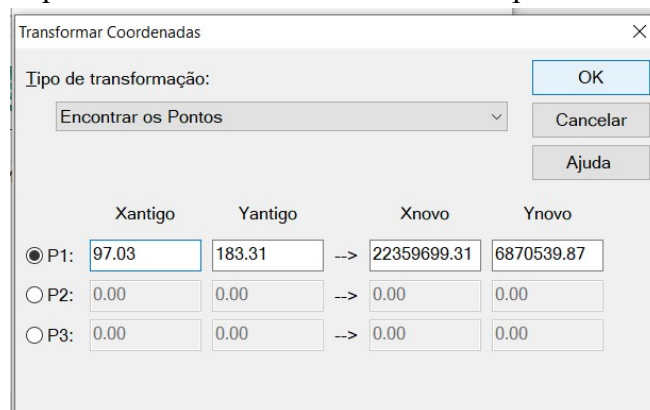 Transformar Coordenadas
Tipo de transformação:
OK
Encontrar os Pontos
Cancelar
Ajuda
Xantigo Yantigo Xnovo Ynovo
P1: 97.03 183.31 --> 22359699.31 6870539.87
P2: 0.00 0.00 --> 0.00 0.00
P3: 0.00 0.00 --> 0.00 0.00